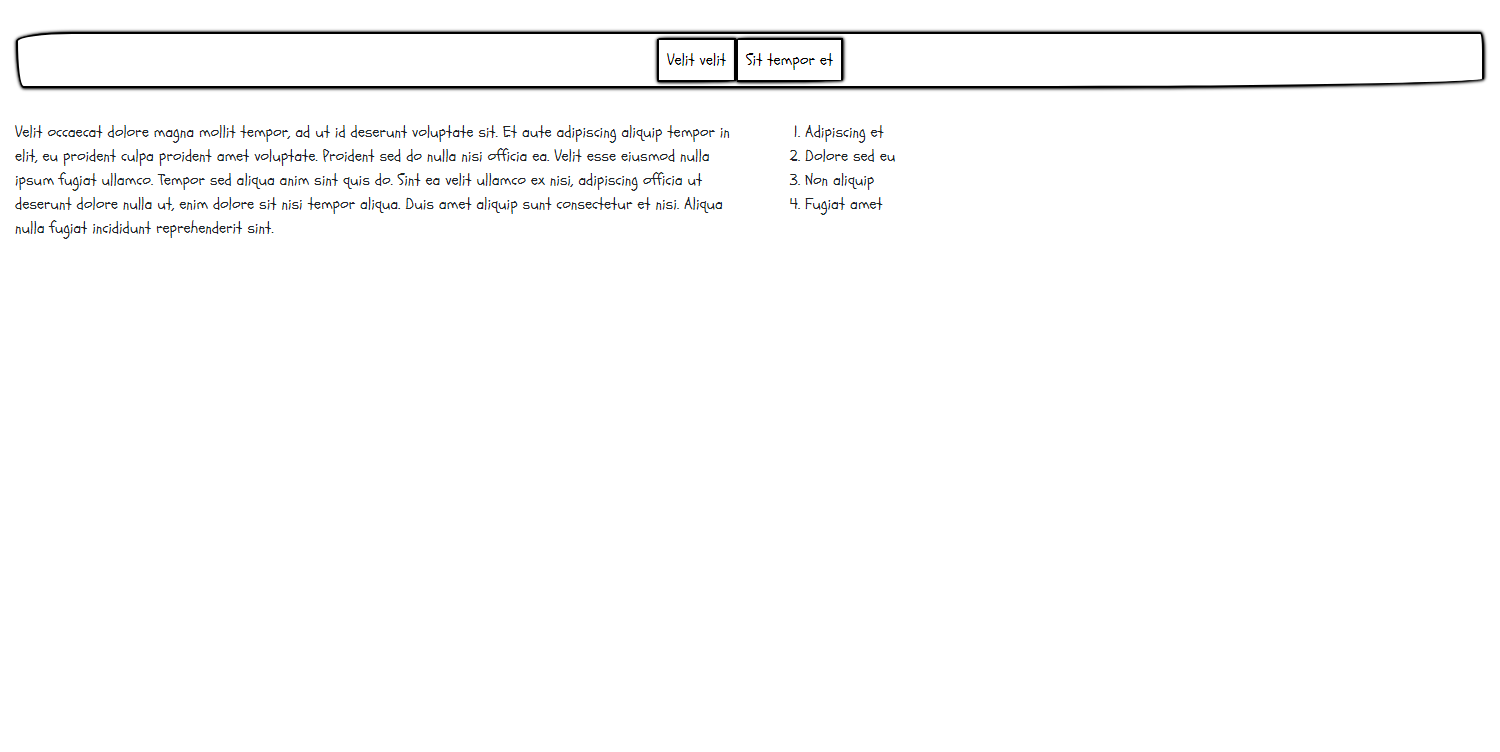 Velit velit
Sit tempor et
Velit occaecat dolore magna mollit tempor, ad ut id deserunt voluptate sit. Et aute adipiscing aliquip tempor in
elit, eu proident culpa proident amet voluptate. Proident sed do nulla nisi officia ea. Velit esse eiusmod nulla
ipsum fugiat ullamco. Tempor sed aliqua anim sint quis do. Sint ea velit ullamco ex nisi, adipiscing officia ut
deserunt dolore nulla ut, enim dolore sit nisi tempor aliqua. Duis amet aliquip sunt consectetur et nisi. Aliqua
nulla fugiat incididunt reprehenderit sint.
1. Adipiscing et
2. Dolore sed eu
3. Non aliquip
4. Fugiat amet